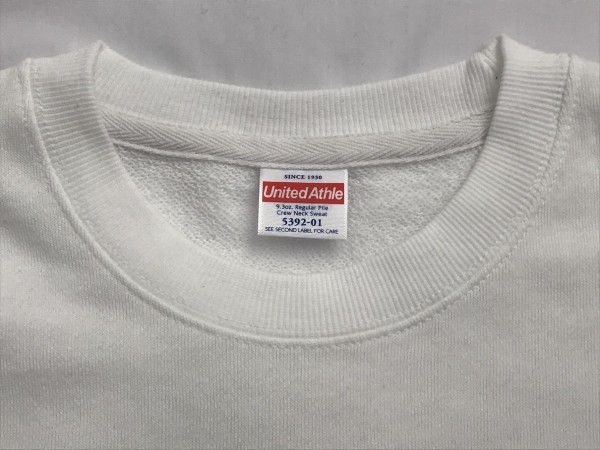 SINCE 1930
United Athle
9.3oz. Regular Pile
Crew Neck Sweat
5392-01
SEE SECOND LABEL FOR CARE